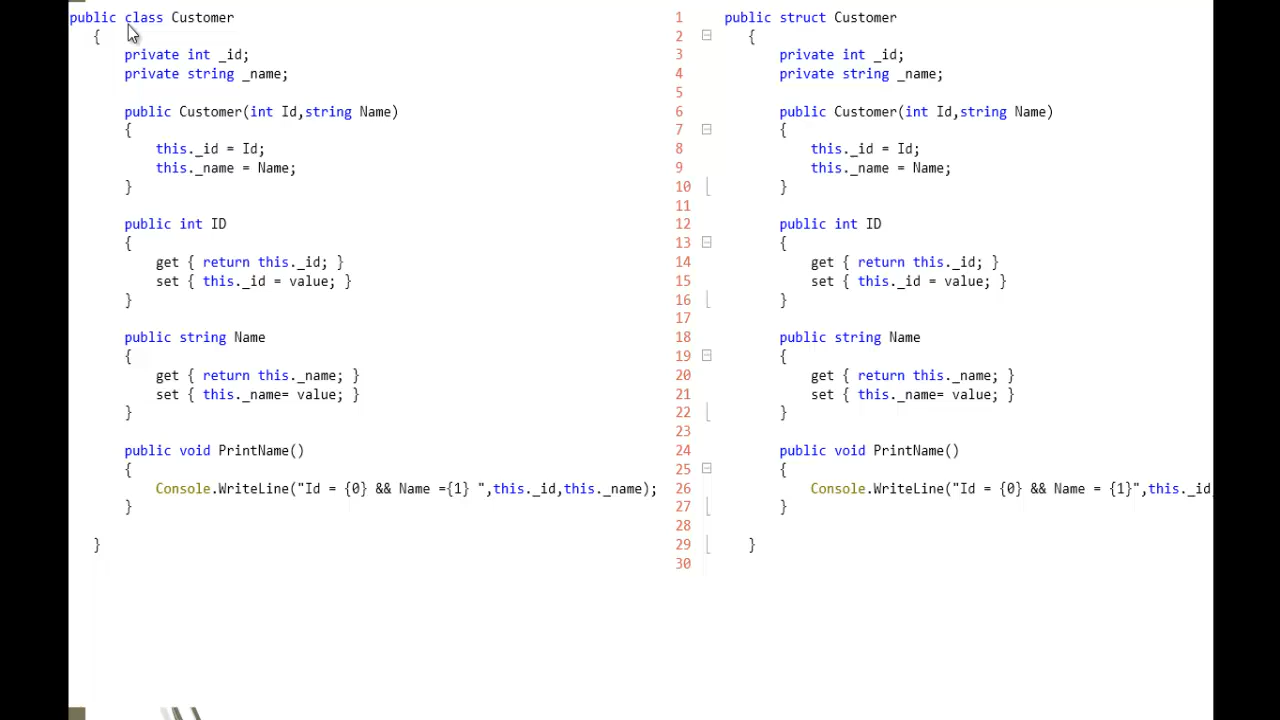 public class Customer
{
private int _id;
private string _name;
public Customer(int Id,string Name)
{
this._id = Id;
this._name = Name;
}
public int ID
{
get { return this._id; }
set { this._id = value; }
}
public string Name
{
get { return this._name; }
set { this._name= value; }
}
public void PrintName()
{
Console.WriteLine("Id = {0} && Name ={1} ",this._id,this._name);
}
}
1 public struct Customer
2 {
3 private int _id;
4 private string _name;
5
6 public Customer(int Id,string Name)
7 {
8 this._id = Id;
9 this._name = Name;
10 }
11
12 public int ID
13 {
14 get { return this._id; }
15 set { this._id = value; }
16 }
17
18 public string Name
19 {
20 get { return this._name; }
21 set { this._name= value; }
22 }
23
24 public void PrintName()
25 {
26 Console.WriteLine("Id = {0} && Name = {1}",this._id
27 }
28
29 }
30